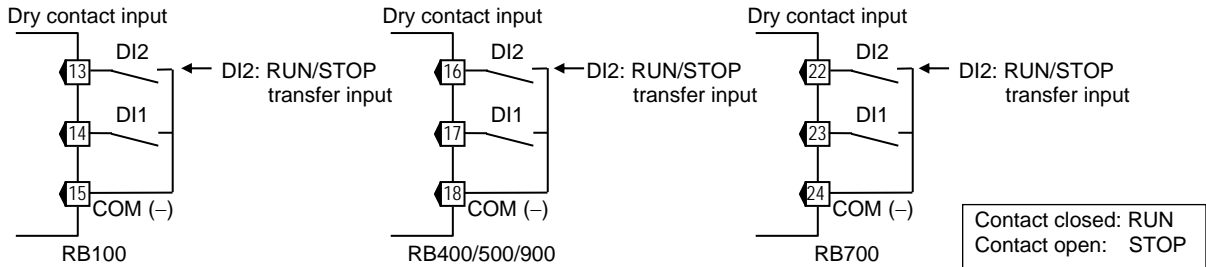 Dry contact input
DI2
13
DI2: RUN/STOP
transfer input
DI1
14
15
COM (−)
RB100
Dry contact input
DI2
16
DI2: RUN/STOP
transfer input
DI1
17
18
COM (−)
RB400/500/900
Dry contact input
DI2
22
DI2: RUN/STOP
transfer input
DI1
23
24
COM (−)
RB700
Contact closed: RUN
Contact open: STOP